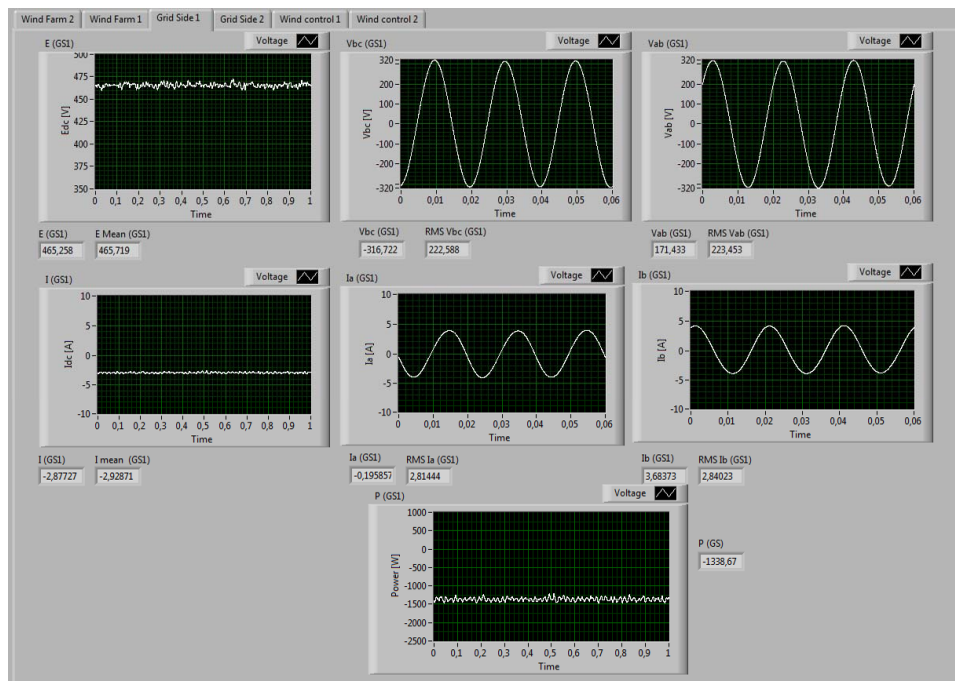 Wind Farm 2 Wind Farm 1 Grid Side 1 Grid Side 2 Wind control 1 Wind control 2
E (GS1) Voltage
Edc [V]
500
475
450
425
400
375
350
0 0,1 0,2 0,3 0,4 0,5 0,6 0,7 0,8 0,9 1
Time
E (GS1) E Mean (GS1)
465,258 465,719
Vbc (GS1) Voltage
Vbc [V]
320
200
100
0
-100
-200
-320
0 0,01 0,02 0,03 0,04 0,05 0,06
Time
Vbc (GS1) RMS Vbc (GS1)
-316,722 222,588
Vab (GS1) Voltage
Vab [V]
320
200
100
0
-100
-200
-320
0 0,01 0,02 0,03 0,04 0,05 0,06
Time
Vab (GS1) RMS Vab (GS1)
171,433 223,453
I (GS1) Voltage
Idc [A]
10
5
0
-5
-10
0 0,1 0,2 0,3 0,4 0,5 0,6 0,7 0,8 0,9 1
Time
I (GS1) I mean (GS1)
-2,87727 -2,92871
Ia (GS1) Voltage
Ia [A]
10
5
0
-5
-10
0 0,01 0,02 0,03 0,04 0,05 0,06
Time
Ia (GS1) RMS Ia (GS1)
-0,195857 2,81444
Ib (GS1) Voltage
Ib [A]
10
5
0
-5
-10
0 0,01 0,02 0,03 0,04 0,05 0,06
Time
Ib (GS1) RMS Ib (GS1)
3,68373 2,84023
P (GS1) Voltage
Power [W]
1000
500
0
-500
-1000
-1500
-2000
-2500
0 0,1 0,2 0,3 0,4 0,5 0,6 0,7 0,8 0,9 1
Time
P (GS)
-1338,67